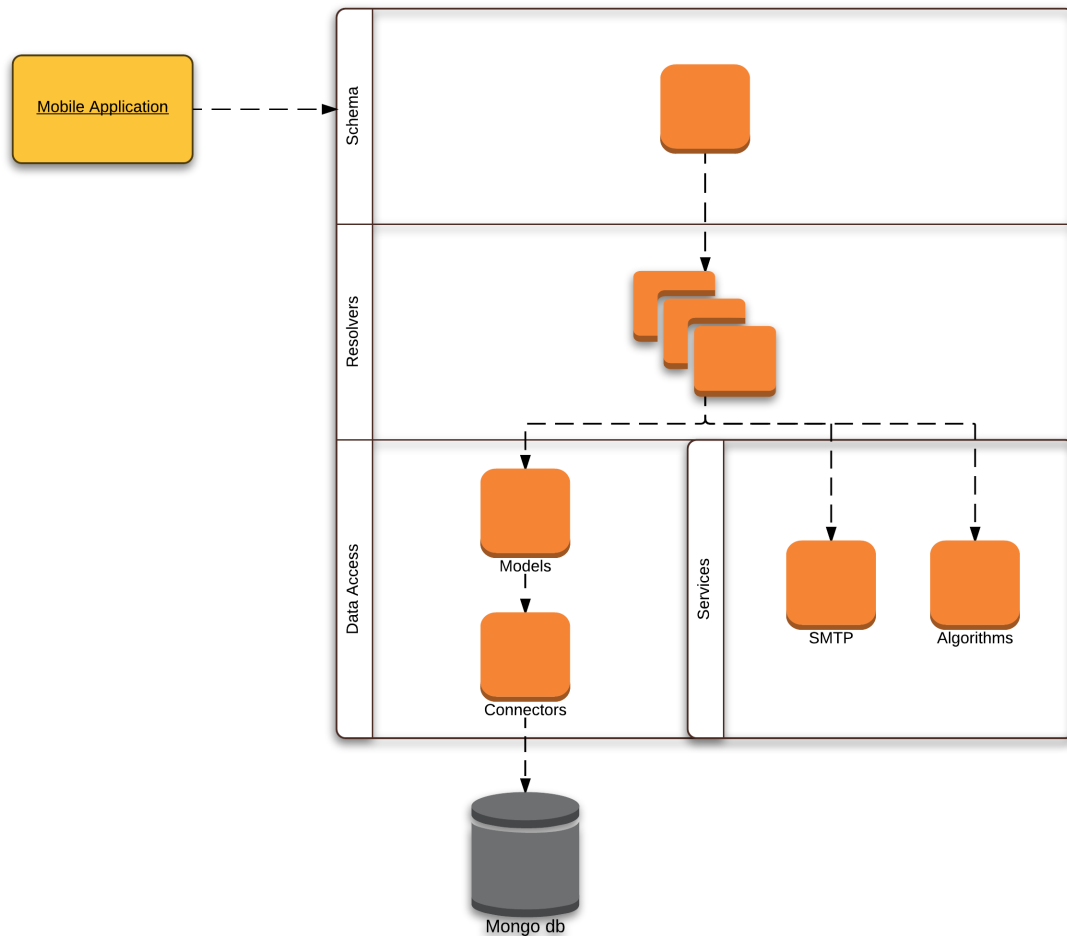 Mobile Application
Schema
Resolvers
Data Access
Models
Connectors
Services
SMTP
Algorithms
Mongo db